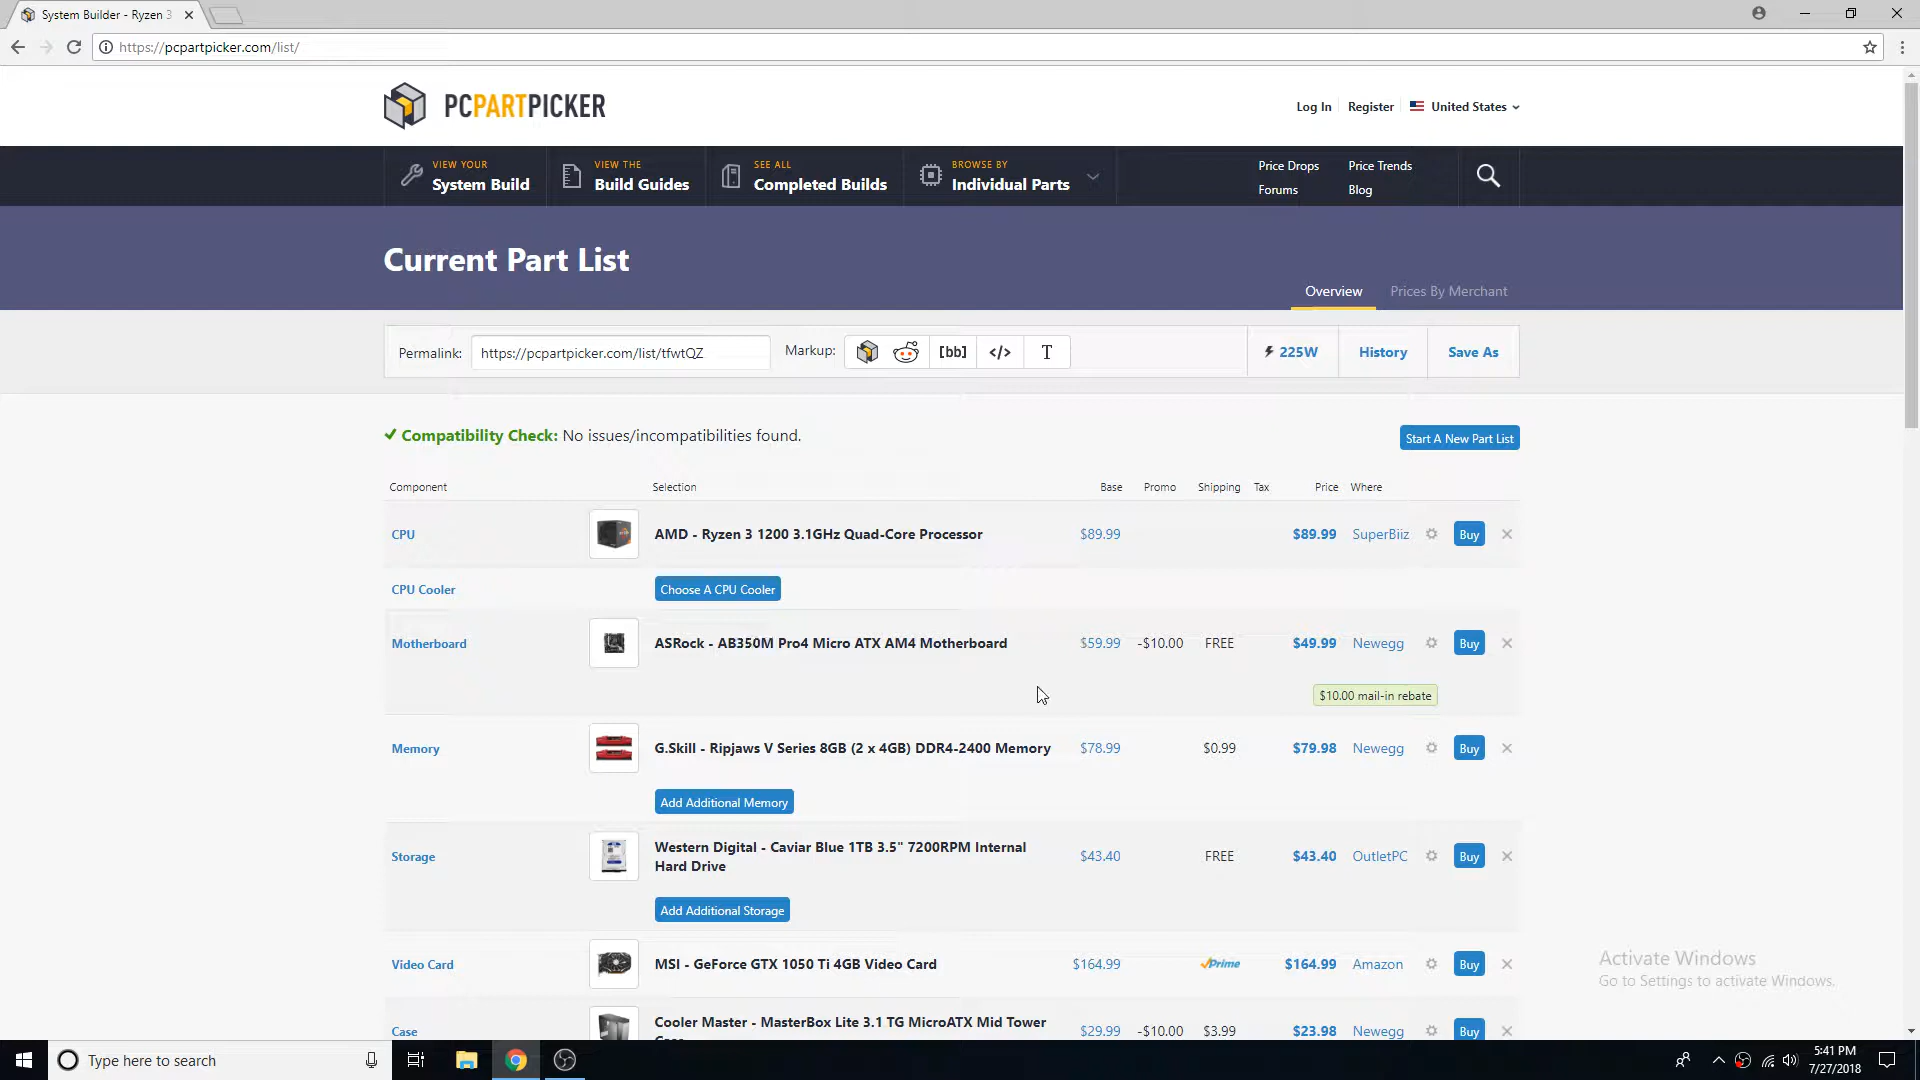 System Builder - Ryzen 3
https://pcpartpicker.com/list/
PCPARTPICKER
Log In Register United States
VIEW YOUR
System Build
VIEW THE
Build Guides
SEE ALL
Completed Builds
BROWSE BY
Individual Parts
Price Drops Price Trends
Forums Blog
Current Part List
Overview Prices By Merchant
Permalink: https://pcpartpicker.com/list/tfwtQZ Markup: [bb] </> T 225W History Save As
Compatibility Check: No issues/incompatibilities found.
Start A New Part List
Component Selection Base Promo Shipping Tax Price Where
CPU AMD - Ryzen 3 1200 3.1GHz Quad-Core Processor $89.99 $89.99 SuperBiiz Buy
CPU Cooler Choose A CPU Cooler
Motherboard ASRock - AB350M Pro4 Micro ATX AM4 Motherboard $59.99 -$10.00 FREE $49.99 Newegg Buy
$10.00 mail-in rebate
Memory G.Skill - Ripjaws V Series 8GB (2 x 4GB) DDR4-2400 Memory $78.99 $0.99 $79.98 Newegg Buy
Add Additional Memory
Storage Western Digital - Caviar Blue 1TB 3.5" 7200RPM Internal
Hard Drive $43.40 FREE $43.40 OutletPC Buy
Add Additional Storage
Video Card MSI - GeForce GTX 1050 Ti 4GB Video Card $164.99 Prime $164.99 Amazon Buy
Case Cooler Master - MasterBox Lite 3.1 TG MicroATX Mid Tower $29.99 -$10.00 $3.99 $23.98 Newegg Buy
Activate Windows
Go to Settings to activate Windows.
Type here to search
5:41 PM
7/27/2018